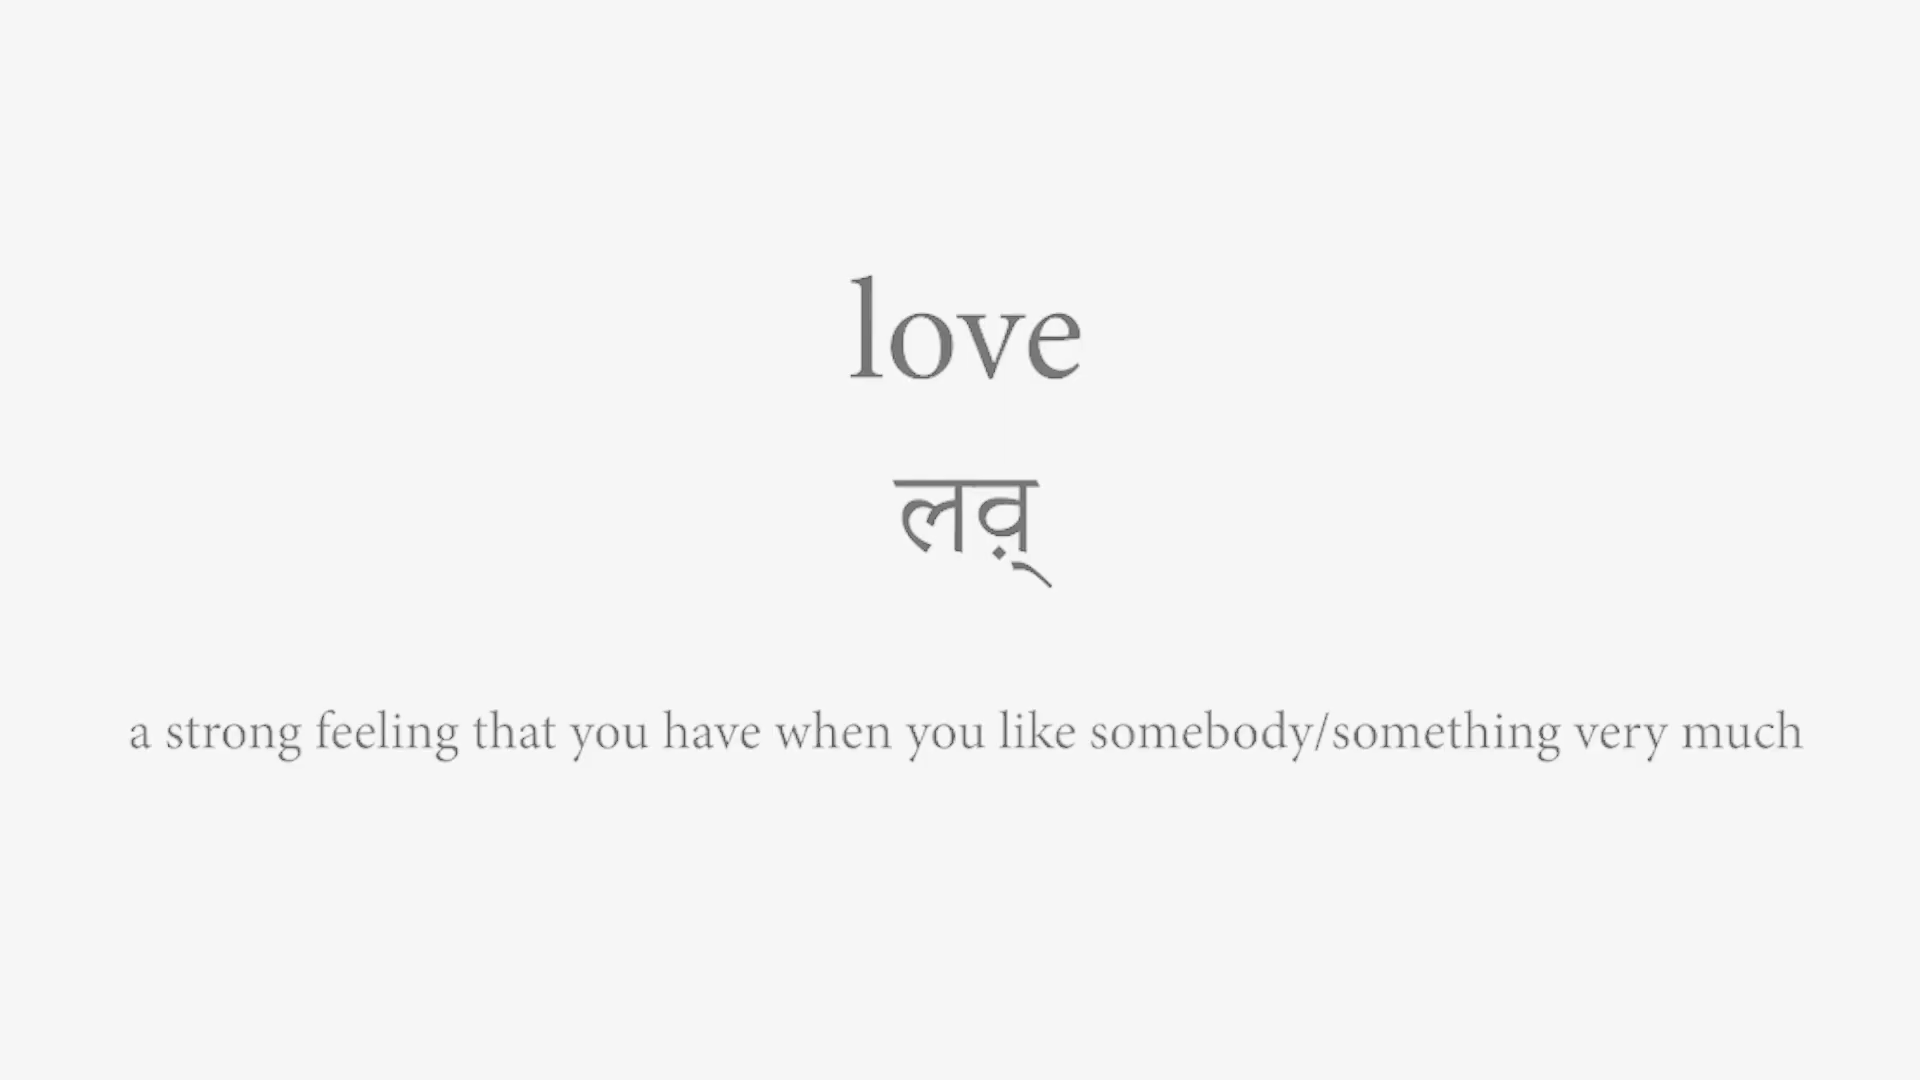 love
लव़्
a strong feeling that you have when you like somebody/something very much